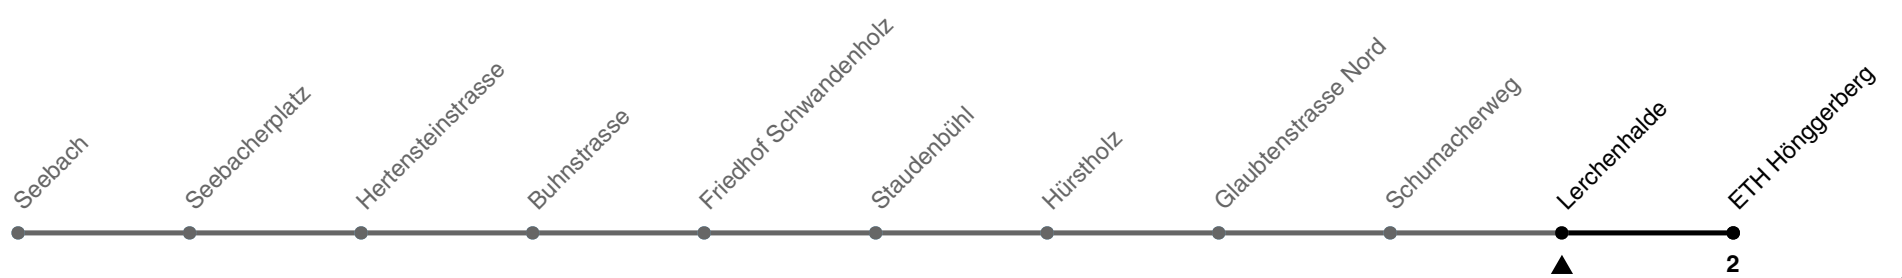 Seebach
Seebacherplatz
Hertensteinstrasse
Buhnstrasse
Friedhof Schwandenholz
Staudenbühl
Hürstholz
Glaubtenstrasse Nord
Schumacherweg
Lerchenhalde
ETH Hönggerberg
2